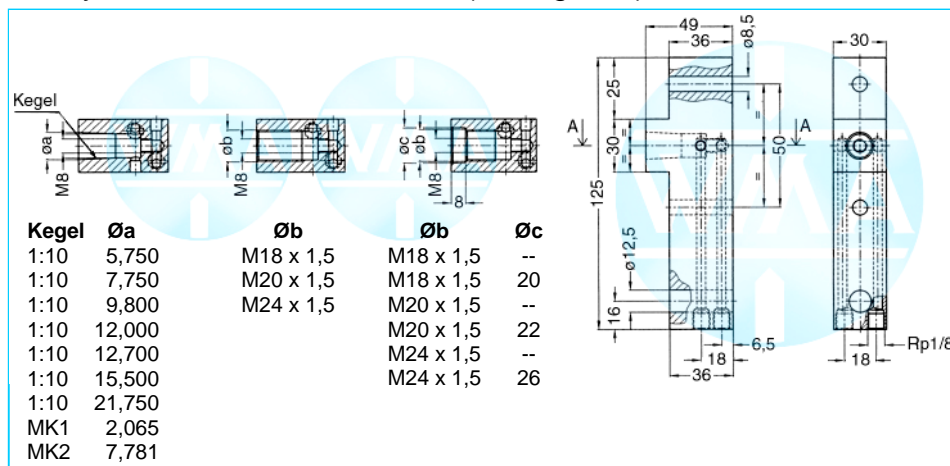 49
36
ø8,5
30
25
Kegel
A
A
øa
M8
øb
M8
øc
øb
M8
8
=
=
30
=
=
50
125
ø12,5
16
6,5
18
36
18
Rp1/8
Kegel Øa Øb Øb Øc
1:10 5,750 M18 x 1,5 M18 x 1,5 --
1:10 7,750 M20 x 1,5 M18 x 1,5 20
1:10 9,800 M24 x 1,5 M20 x 1,5 --
1:10 12,000 M20 x 1,5 22
1:10 12,700 M24 x 1,5 --
1:10 15,500 M24 x 1,5 26
1:10 21,750
MK1 2,065
MK2 7,781